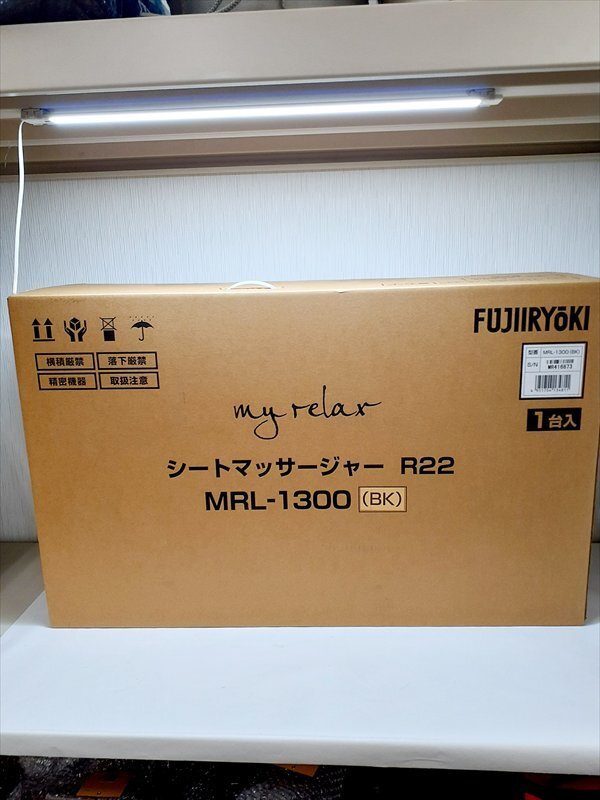 FUJIIRYōKI
型番 MRL-1300(BK)
S/N
MR416873
1台入
横積厳禁
落下厳禁
精密機器
取扱注意
my relax
シートマッサージャー R22
MRL-1300 (BK)